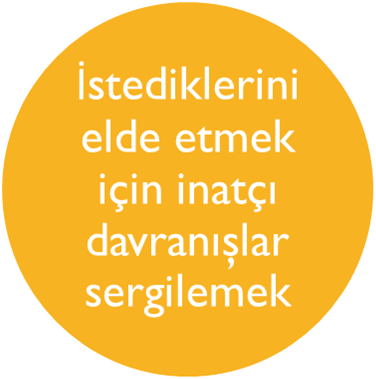 İstediklerini
elde etmek
için inatçı
davranışlar
sergilemek